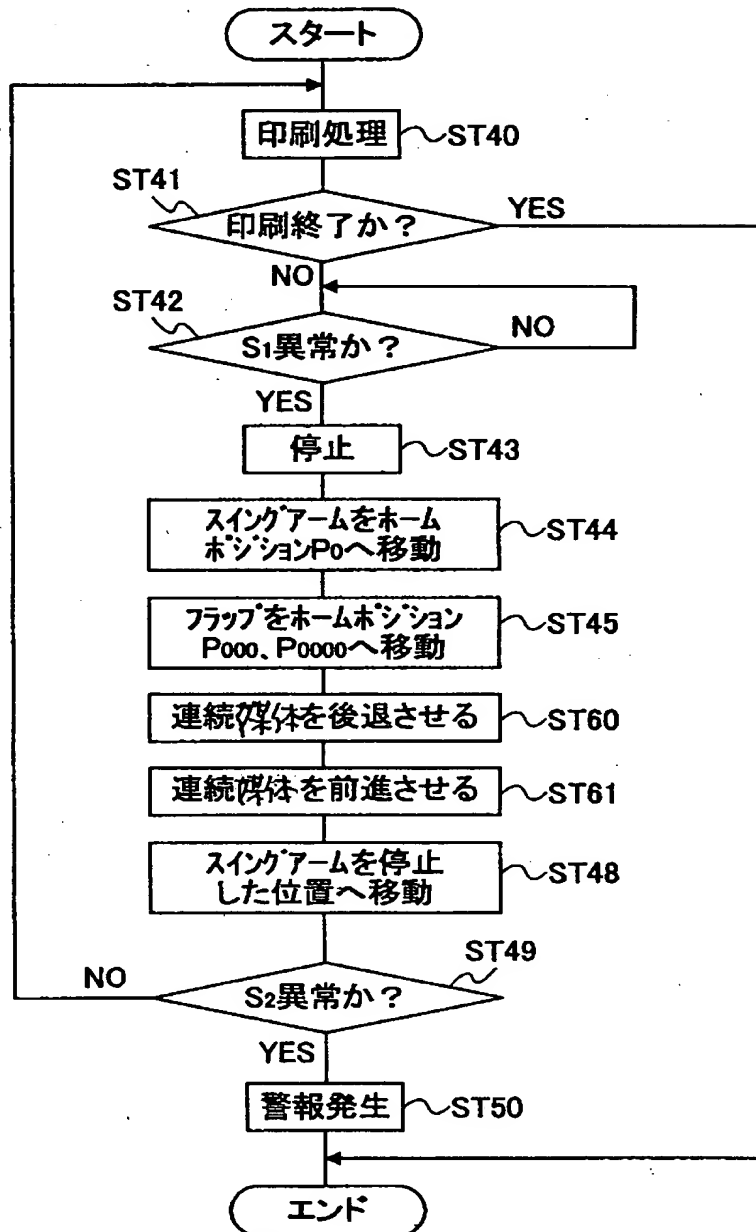 スタート
印刷処理 ST40
ST41
印刷終了か？ YES
NO
ST42
S1異常か？ NO
YES
停止 ST43
スイングアームをホーム
ポジションP0へ移動 ST44
フラップをホームポジション
P000、P0000へ移動 ST45
連続媒体を後退させる ST60
連続媒体を前進させる ST61
スイングアームを停止
した位置へ移動 ST48
ST49
NO S2異常か？
YES
警報発生 ST50
エンド